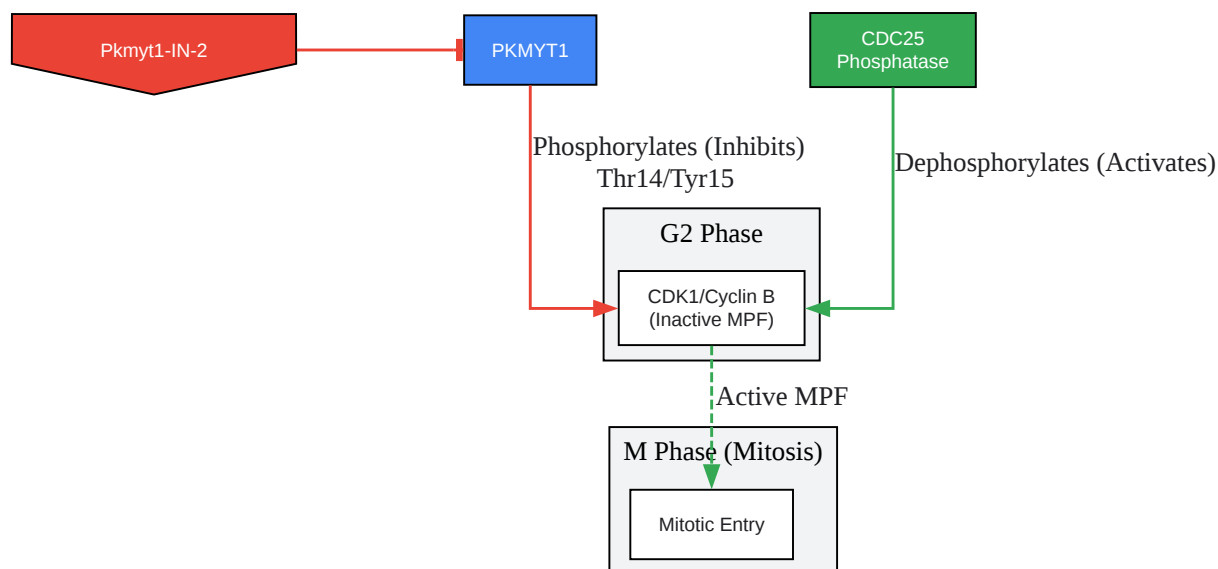 Pkmyt1-IN-2
PKMYT1
CDC25
Phosphatase
Phosphorylates (Inhibits)
Thr14/Tyr15
Dephosphorylates (Activates)
G2 Phase
CDK1/Cyclin B
(Inactive MPF)
Active MPF
M Phase (Mitosis)
Mitotic Entry